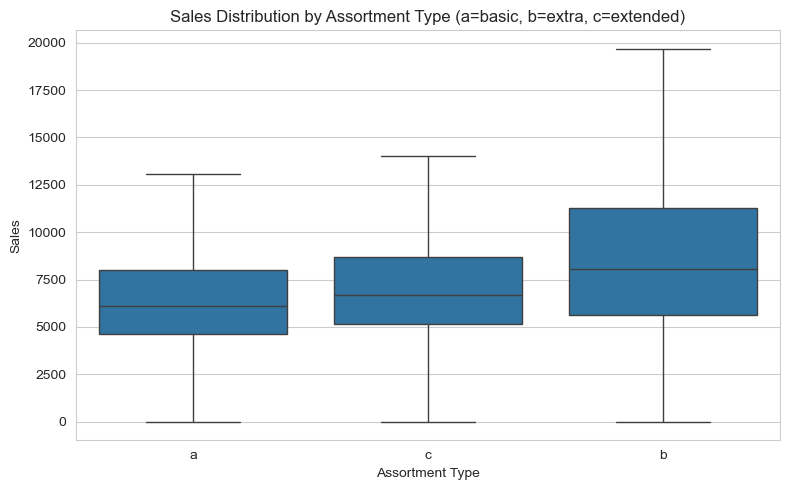 Sales Distribution by Assortment Type (a=basic, b=extra, c=extended)
20000
17500
15000
12500
10000
7500
5000
2500
0
Sales
a c b
Assortment Type